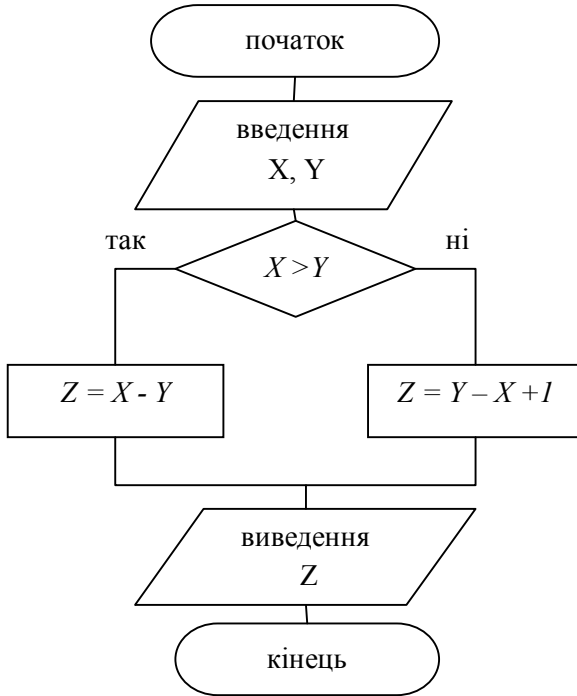 початок
введення
X, Y
так
ні
X > Y
Z = X - Y
Z = Y – X +1
виведення
Z
кінець